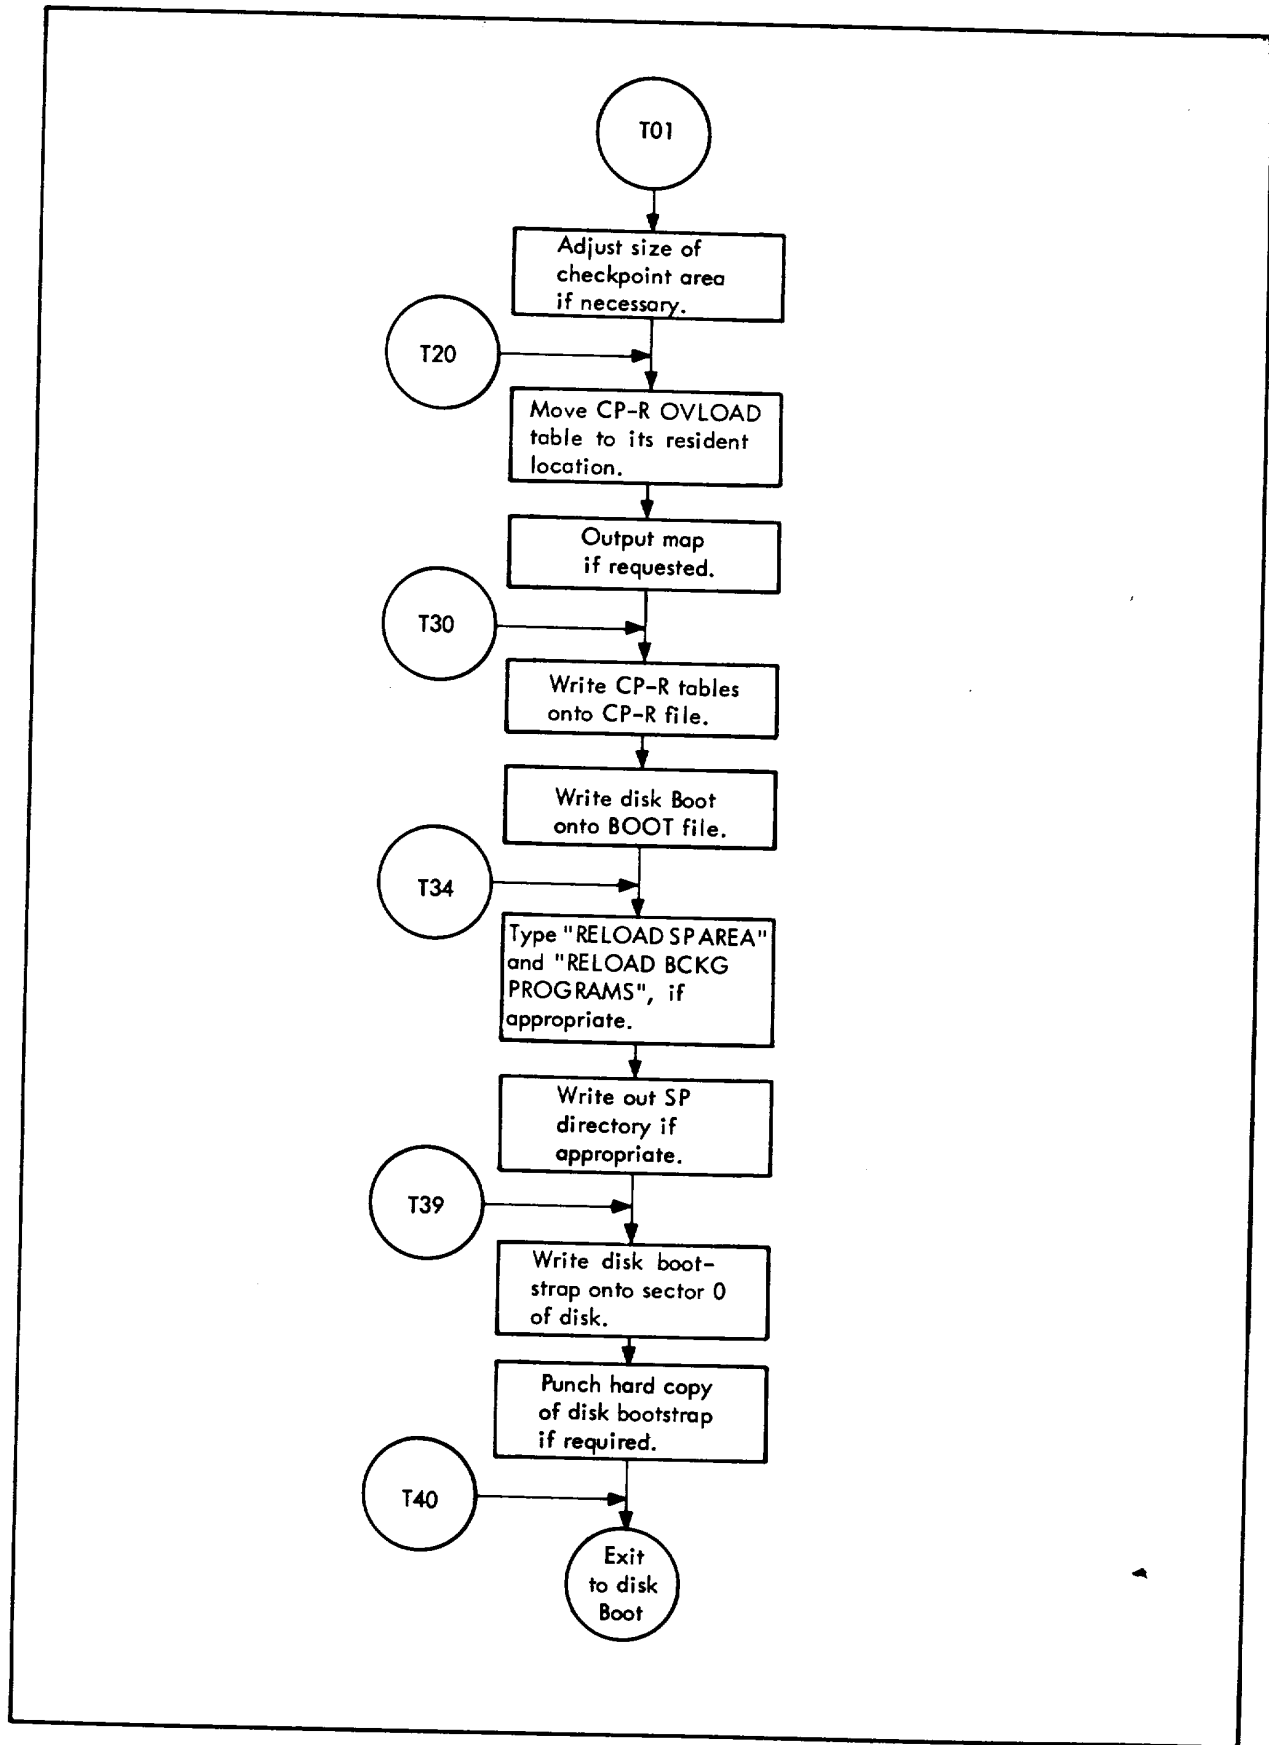 T01
Adjust size of
checkpoint area
if necessary.
T20
Move CP-R OVLOAD
table to its resident
location.
Output map
if requested.
T30
Write CP-R tables
onto CP-R file.
Write disk Boot
onto BOOT file.
T34
Type "RELOAD SP AREA"
and "RELOAD BCKG
PROGRAMS", if
appropriate.
Write out SP
directory if
appropriate.
T39
Write disk boot-
strap onto sector 0
of disk.
Punch hard copy
of disk bootstrap
if required.
T40
Exit
to disk
Boot